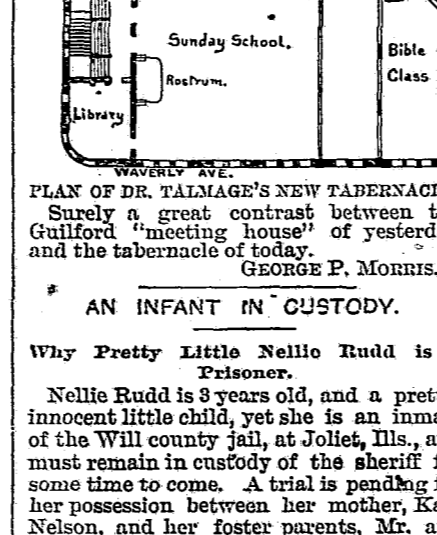 Sunday School.
Bible
Class
Rostrum.
Library
WAVERLY AVE.
PLAN OF DR. TALMAGE'S NEW TABERNACL
Surely a great contrast between t
Guilford "meeting house" of yesterd
and the tabernacle of today.
GEORGE P. MORRIS.
AN INFANT IN CUSTODY.
Why Pretty Little Nellie Rudd is
Prisoner.
Nellie Rudd is 3 years old, and a pret
innocent little child, yet she is an inma
of the Will county jail, at Joliet, Ills., a
must remain in custody of the sheriff f
some time to come. A trial is pending i
her possession between her mother, Ka
Nelson, and her foster parents, Mr. a